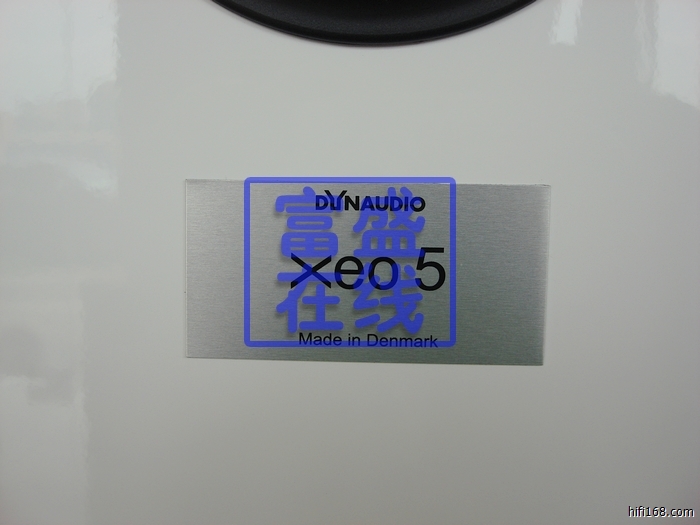 DYNAUDIO
Xeo 5
Made in Denmark
富盛
在线
hifi168.com